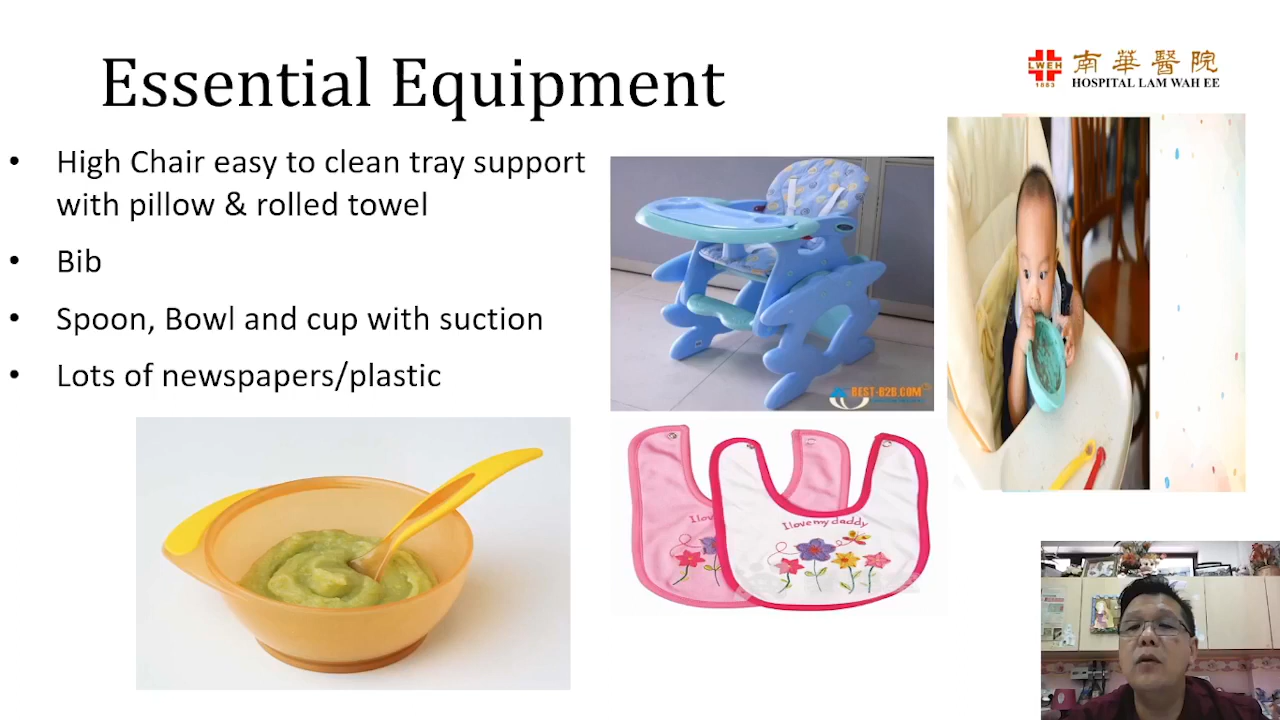 Essential Equipment
LWEH
1883
南華醫院
HOSPITAL LAM WAH EE
• High Chair easy to clean tray support
with pillow & rolled towel
• Bib
• Spoon, Bowl and cup with suction
• Lots of newspapers/plastic
BEST-B2B.COM
I lov
I love my daddy